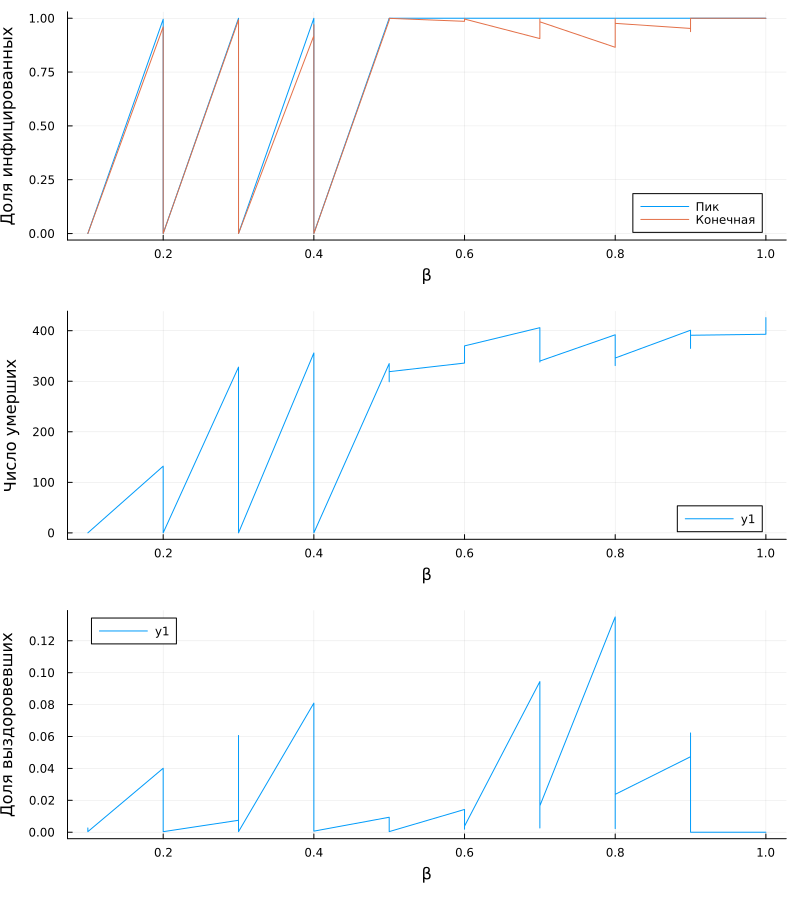 Доля инфицированных
1.00
0.75
0.50
0.25
0.00
Пик
Конечная
0.2 0.4 0.6 0.8 1.0
β
Число умерших
400
300
200
100
0
y1
0.2 0.4 0.6 0.8 1.0
β
Доля выздоровевших
y1
0.12
0.10
0.08
0.06
0.04
0.02
0.00
0.2 0.4 0.6 0.8 1.0
β